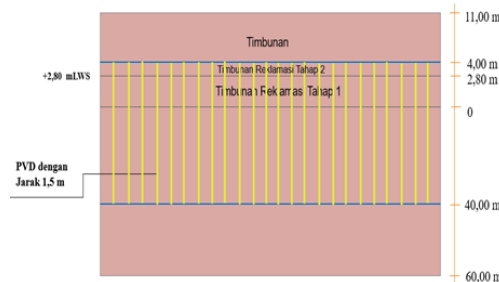 11,00 m
Timbunan
4,00 m
Timbunan Reklamasi Tahap 2
+2,80 mLWS
2,80 m
Timbunan Reklamasi Tahap 1
0
PVD dengan
Jarak 1,5 m
40,00 m
60,00 m